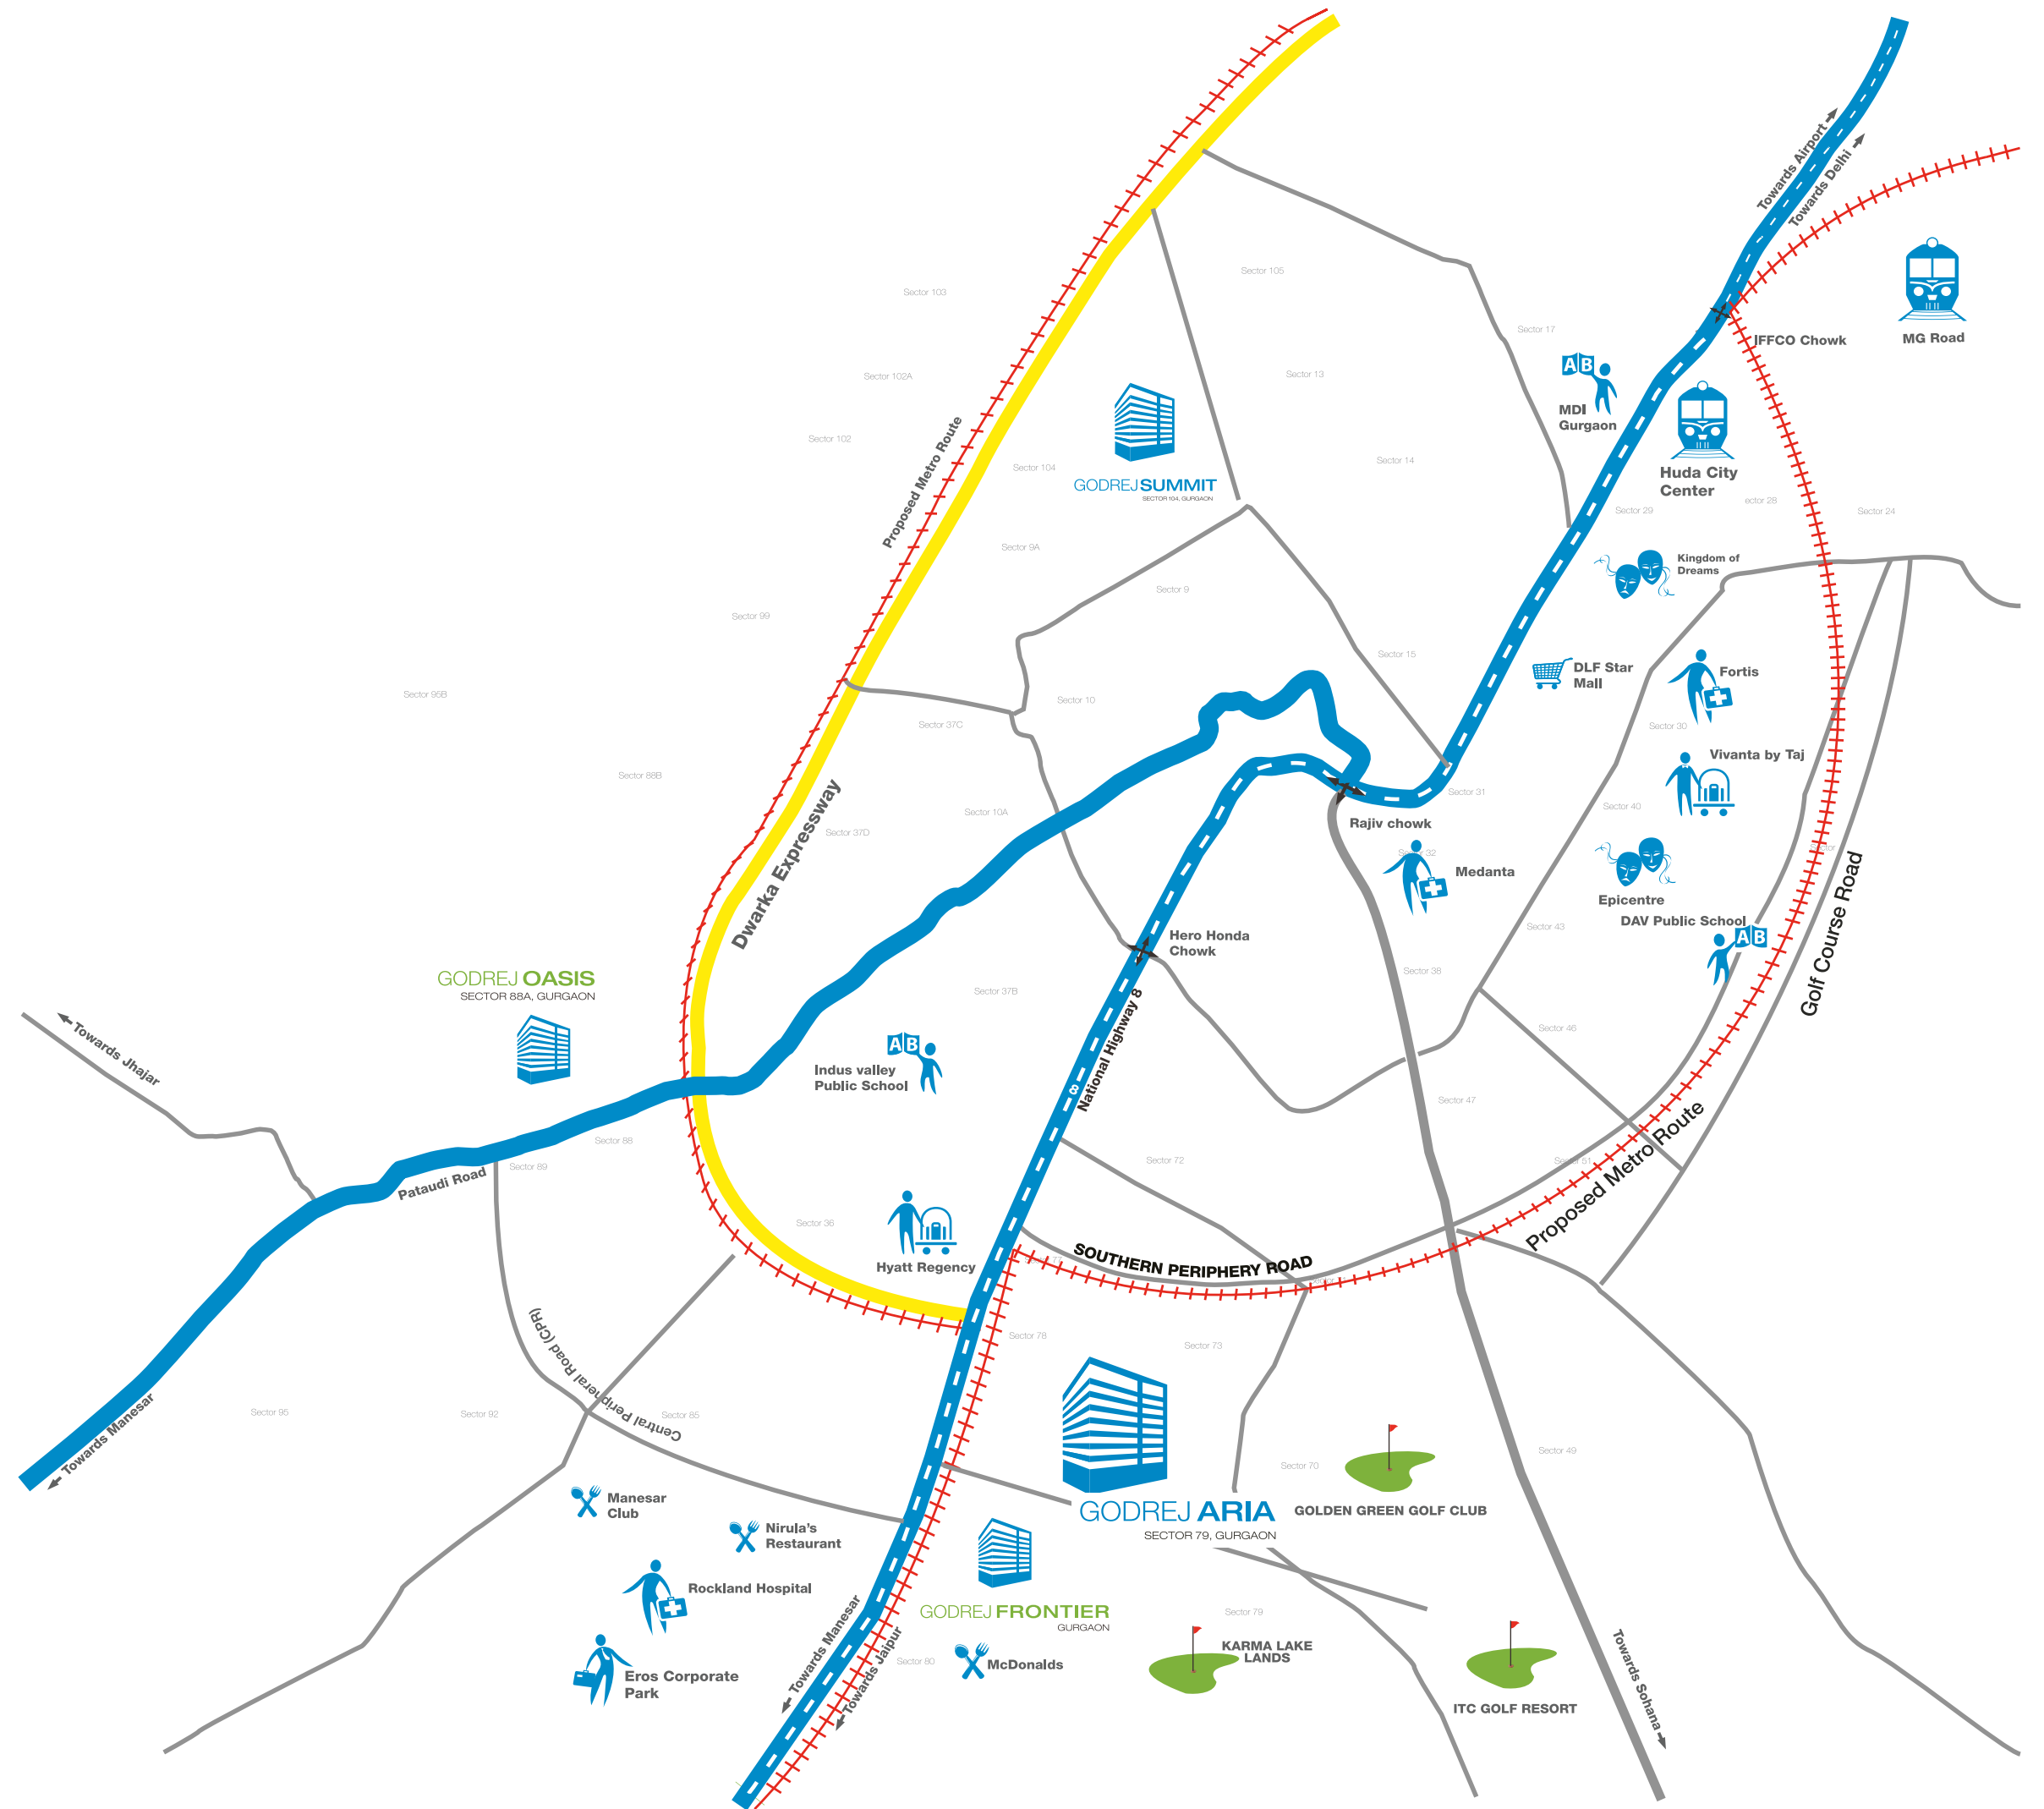 Towards Airport
Towards Delhi
Sector 105
Sector 103
Sector 17
IFFCO Chowk
MG Road
Sector 102A
Sector 13
A B
MDI
Gurgaon
Sector 102
Proposed Metro Route
Sector 104
Sector 14
Huda City
Center
GODREJ SUMMIT
SECTOR 104, GURGAON
ector 28
Sector 29
Sector 24
Sector 9A
Kingdom of
Dreams
Sector 9
Sector 99
Sector 15
DLF Star
Mall
Fortis
Sector 95B
Sector 10
Sector 37C
Sector 30
Vivanta by Taj
Sector 88B
Sector 31
Sector 40
Sector 10A
Rajiv chowk
Sector 37D
Dwarka Expressway
Sector 32
Sector
Medanta
Epicentre
DAV Public School
A B
Golf Course Road
Sector 43
Hero Honda
Chowk
GODREJ OASIS
SECTOR 88A, GURGAON
Sector 38
Sector 37B
National Highway 8
8
Towards Jhajar
Sector 46
A B
Indus valley
Public School
Sector 47
Sector 88
Sector 89
Pataudi Road
Sector 72
Sector 51
Proposed Metro Route
Sector 36
Hyatt Regency
SOUTHERN PERIPHERY ROAD
Sector 78
Sector 73
Central Peripheral Road (CPR)
Sector 95
Sector 92
Sector 85
Towards Manesar
Sector 49
Sector 70
Manesar
Club
GODREJ ARIA
SECTOR 79, GURGAON
GOLDEN GREEN GOLF CLUB
Nirula's
Restaurant
Rockland Hospital
GODREJ FRONTIER
GURGAON
Sector 79
Towards Manesar
Towards Jaipur
Sector 80
McDonalds
KARMA LAKE
LANDS
Eros Corporate
Park
ITC GOLF RESORT
Towards Sohana